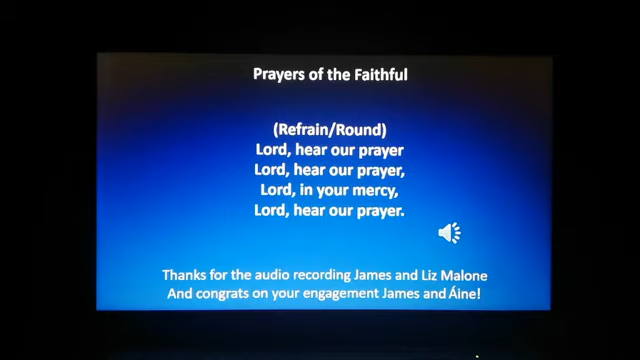 Prayers of the Faithful
(Refrain/Round)
Lord, hear our prayer
Lord, hear our prayer,
Lord, in your mercy,
Lord, hear our prayer.
Thanks for the audio recording James and Liz Malone
And congrats on your engagement James and Áine!